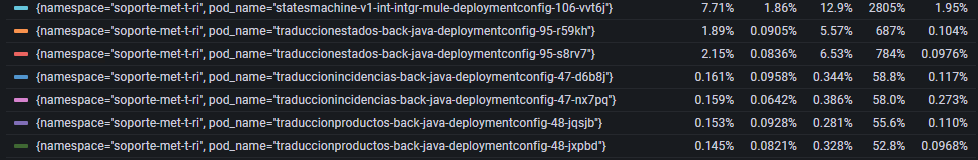 {namespace="soporte-met-t-ri", pod_name="statesmachine-v1-int-intgr-mule-deploymentconfig-106-vvt6j"} 7.71% 1.86% 12.9% 2805% 1.95%
{namespace="soporte-met-t-ri", pod_name="traduccionestados-back-java-deploymentconfig-95-r59kh"} 1.89% 0.0905% 5.57% 687% 0.104%
{namespace="soporte-met-t-ri", pod_name="traduccionestados-back-java-deploymentconfig-95-s8rv7"} 2.15% 0.0836% 6.53% 784% 0.0976%
{namespace="soporte-met-t-ri", pod_name="traduccionincidencias-back-java-deploymentconfig-47-d6b8j"} 0.161% 0.0958% 0.344% 58.8% 0.117%
{namespace="soporte-met-t-ri", pod_name="traduccionincidencias-back-java-deploymentconfig-47-nx7pq"} 0.159% 0.0642% 0.386% 58.0% 0.273%
{namespace="soporte-met-t-ri", pod_name="traduccionproductos-back-java-deploymentconfig-48-jqsjb"} 0.153% 0.0928% 0.281% 55.6% 0.110%
{namespace="soporte-met-t-ri", pod_name="traduccionproductos-back-java-deploymentconfig-48-jxpbd"} 0.145% 0.0821% 0.328% 52.8% 0.0968%